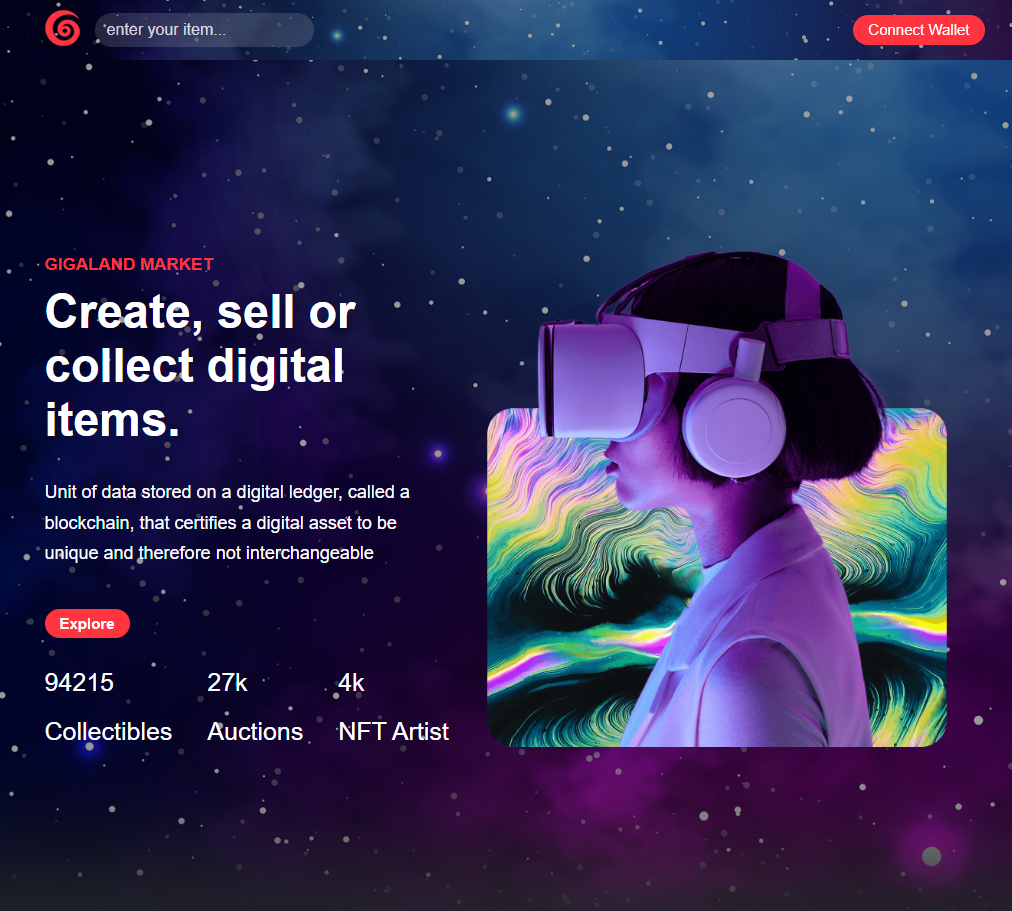 enter your item...
Connect Wallet
GIGALAND MARKET
Create, sell or
collect digital
items.
Unit of data stored on a digital ledger, called a
blockchain, that certifies a digital asset to be
unique and therefore not interchangeable
Explore
94215 27k 4k
Collectibles Auctions NFT Artist